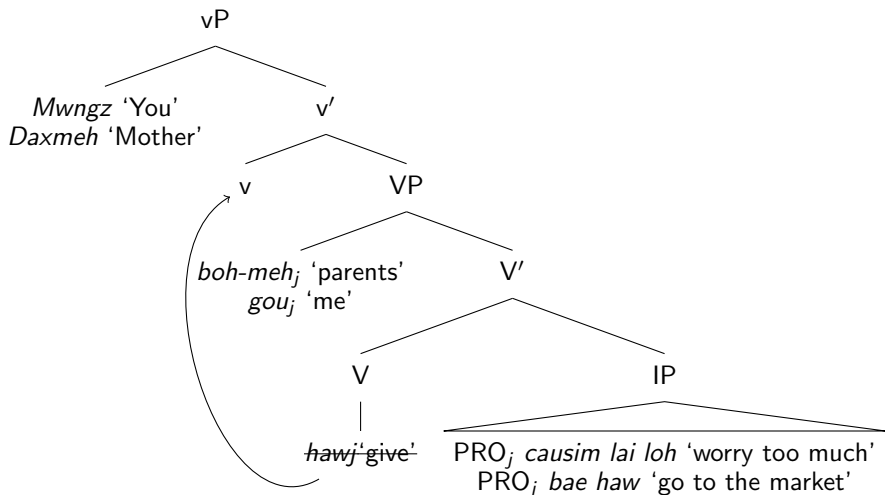 vP
Mwngz ‘You’
Daxmeh ‘Mother’
v′
v
VP
boh-mehj ‘parents’
gouj ‘me’
V′
V
IP
hawj‘give’
PROj causim lai loh ‘worry too much’
PROj bae haw ‘go to the market’